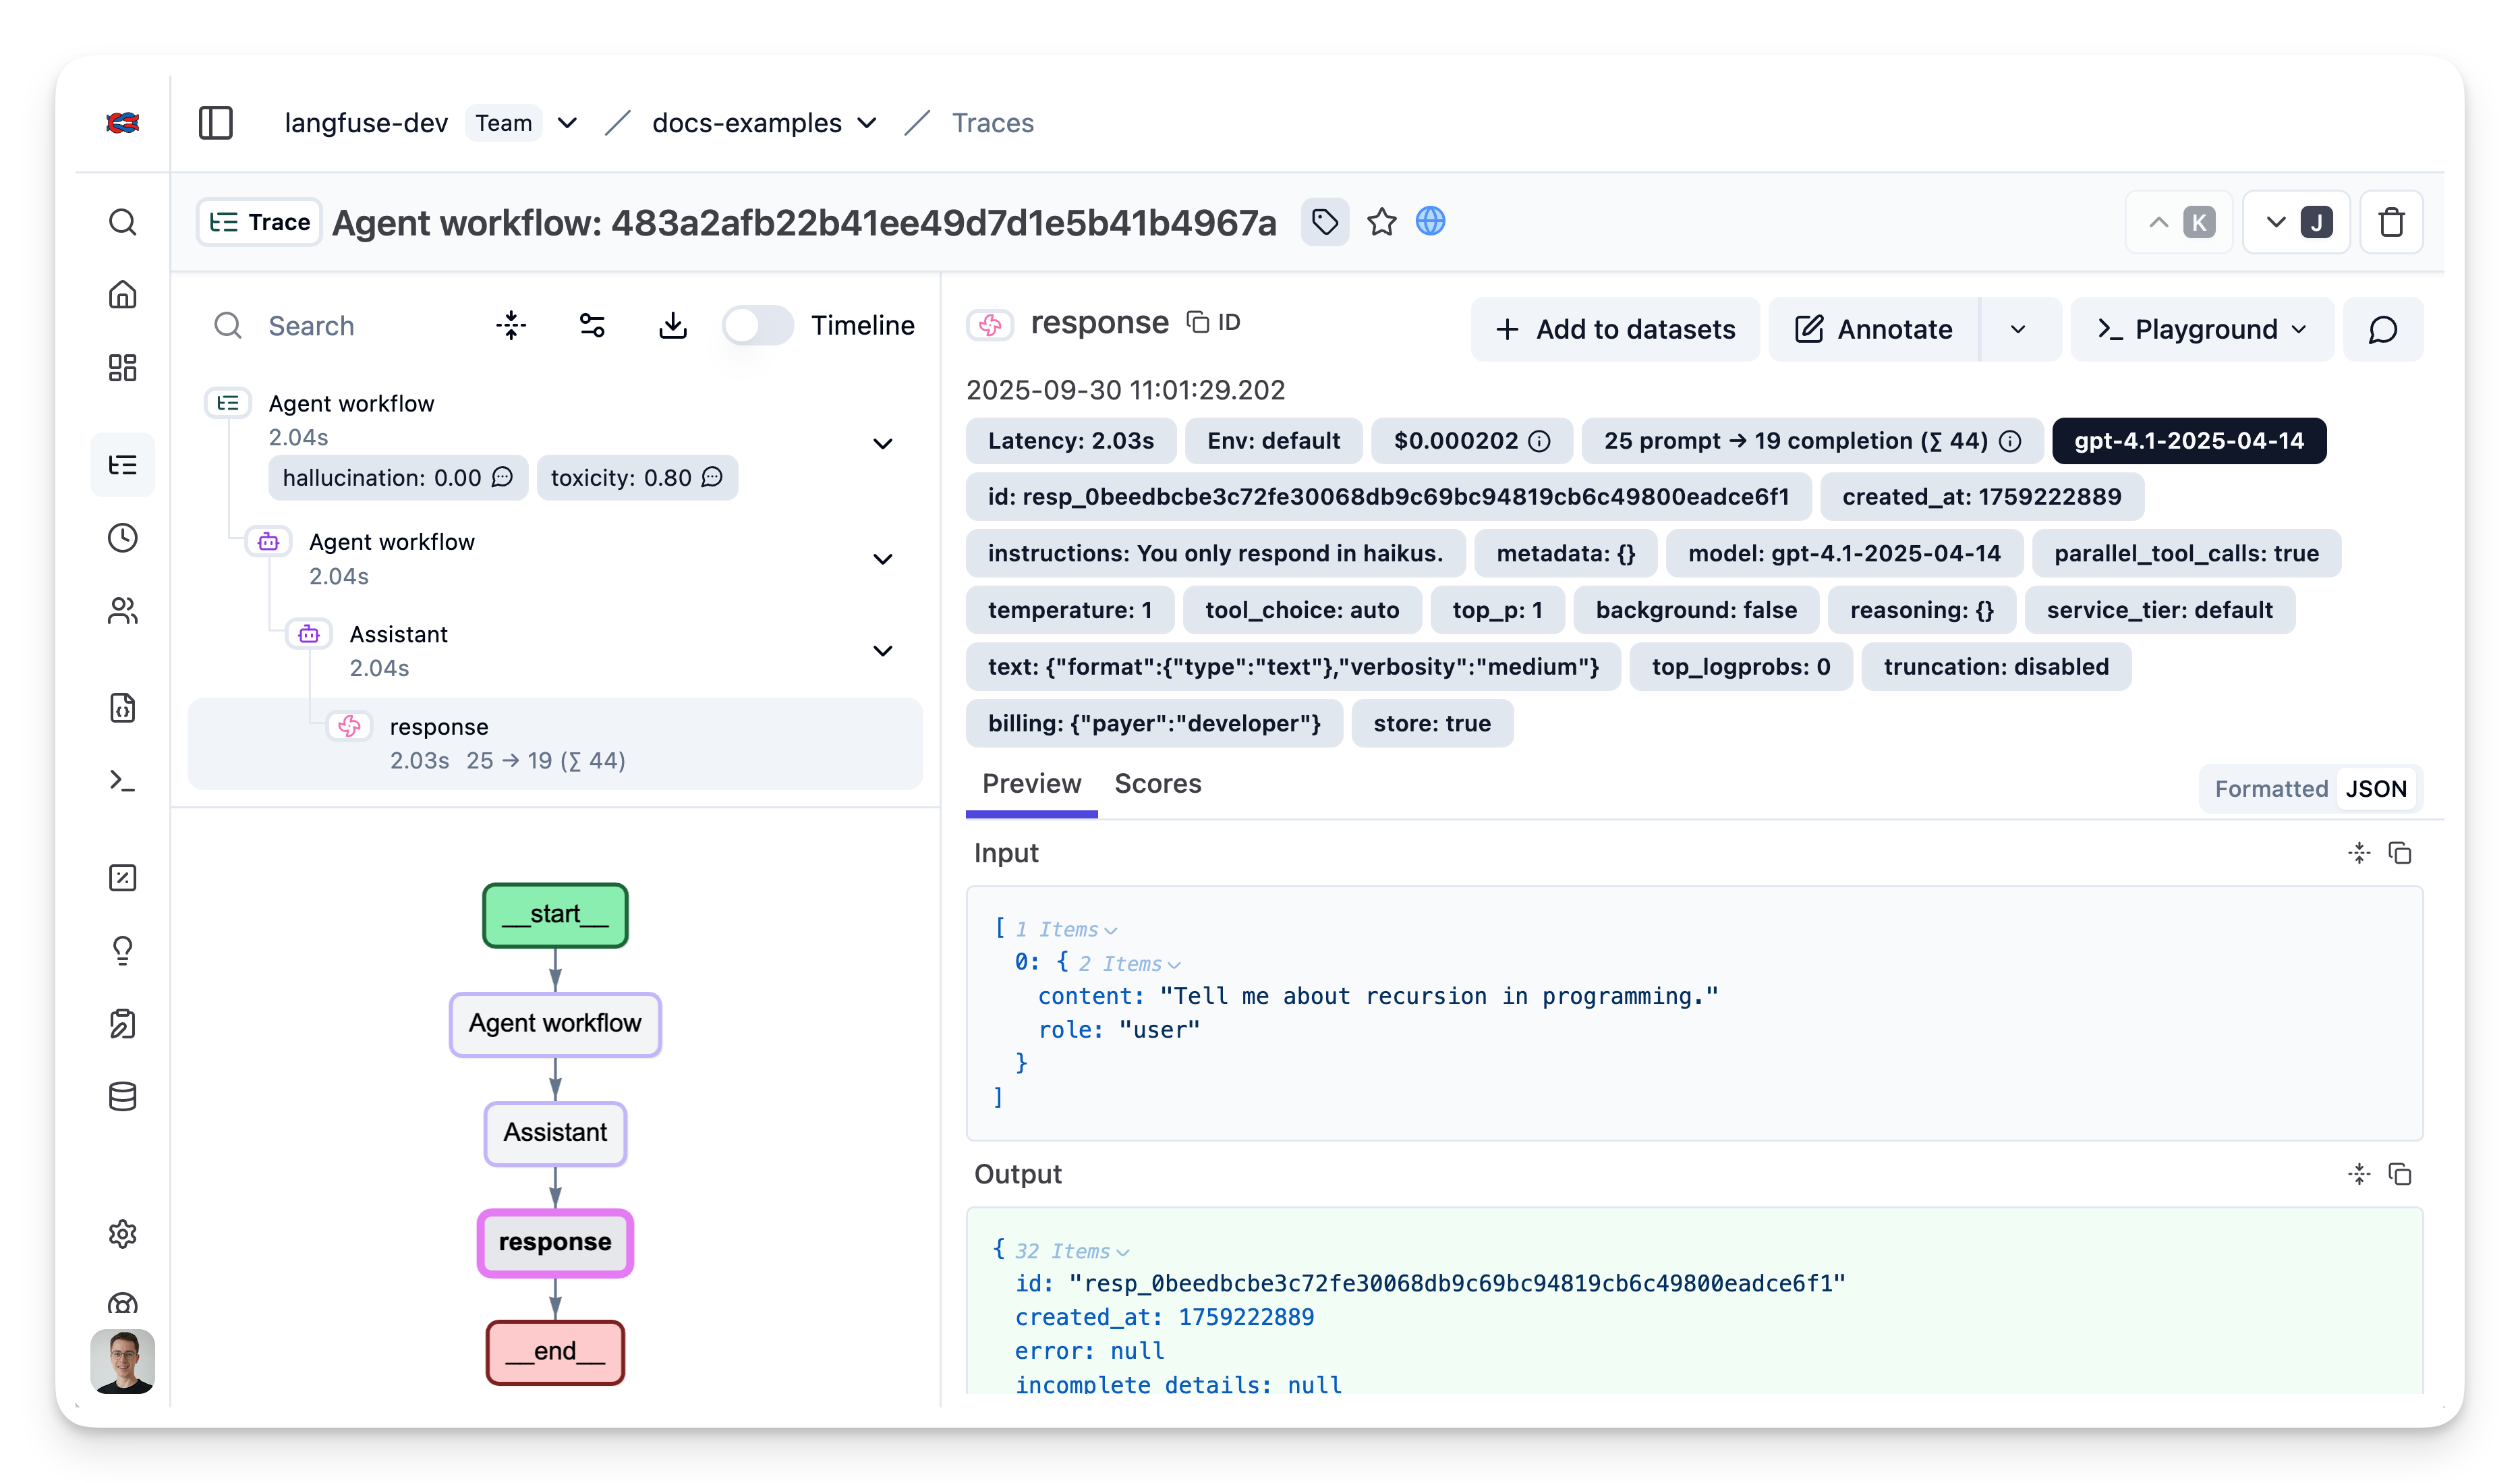 langfuse-dev Team docs-examples Traces
Trace Agent workflow: 483a2afb22b41ee49d7d1e5b41b4967a K J
Search Timeline
Agent workflow
2.04s
hallucination: 0.00 toxicity: 0.80
Agent workflow
2.04s
Assistant
2.04s
response
2.03s 25 → 19 (∑ 44)
__start__
Agent workflow
Assistant
response
__end__
response ID Add to datasets Annotate Playground
2025-09-30 11:01:29.202
Latency: 2.03s Env: default $0.000202 25 prompt → 19 completion (∑ 44) gpt-4.1-2025-04-14
id: resp_0beedbcbe3c72fe30068db9c69bc94819cb6c49800eadce6f1 created_at: 1759222889
instructions: You only respond in haikus. metadata: {} model: gpt-4.1-2025-04-14 parallel_tool_calls: true
temperature: 1 tool_choice: auto top_p: 1 background: false reasoning: {} service_tier: default
text: {"format":{"type":"text"},"verbosity":"medium"} top_logprobs: 0 truncation: disabled
billing: {"payer":"developer"} store: true
Preview Scores Formatted JSON
Input
[ 1 Items
0: { 2 Items
content: "Tell me about recursion in programming."
role: "user"
}
]
Output
{ 32 Items
id: "resp_0beedbcbe3c72fe30068db9c69bc94819cb6c49800eadce6f1"
created_at: 1759222889
error: null
incomplete_details: null